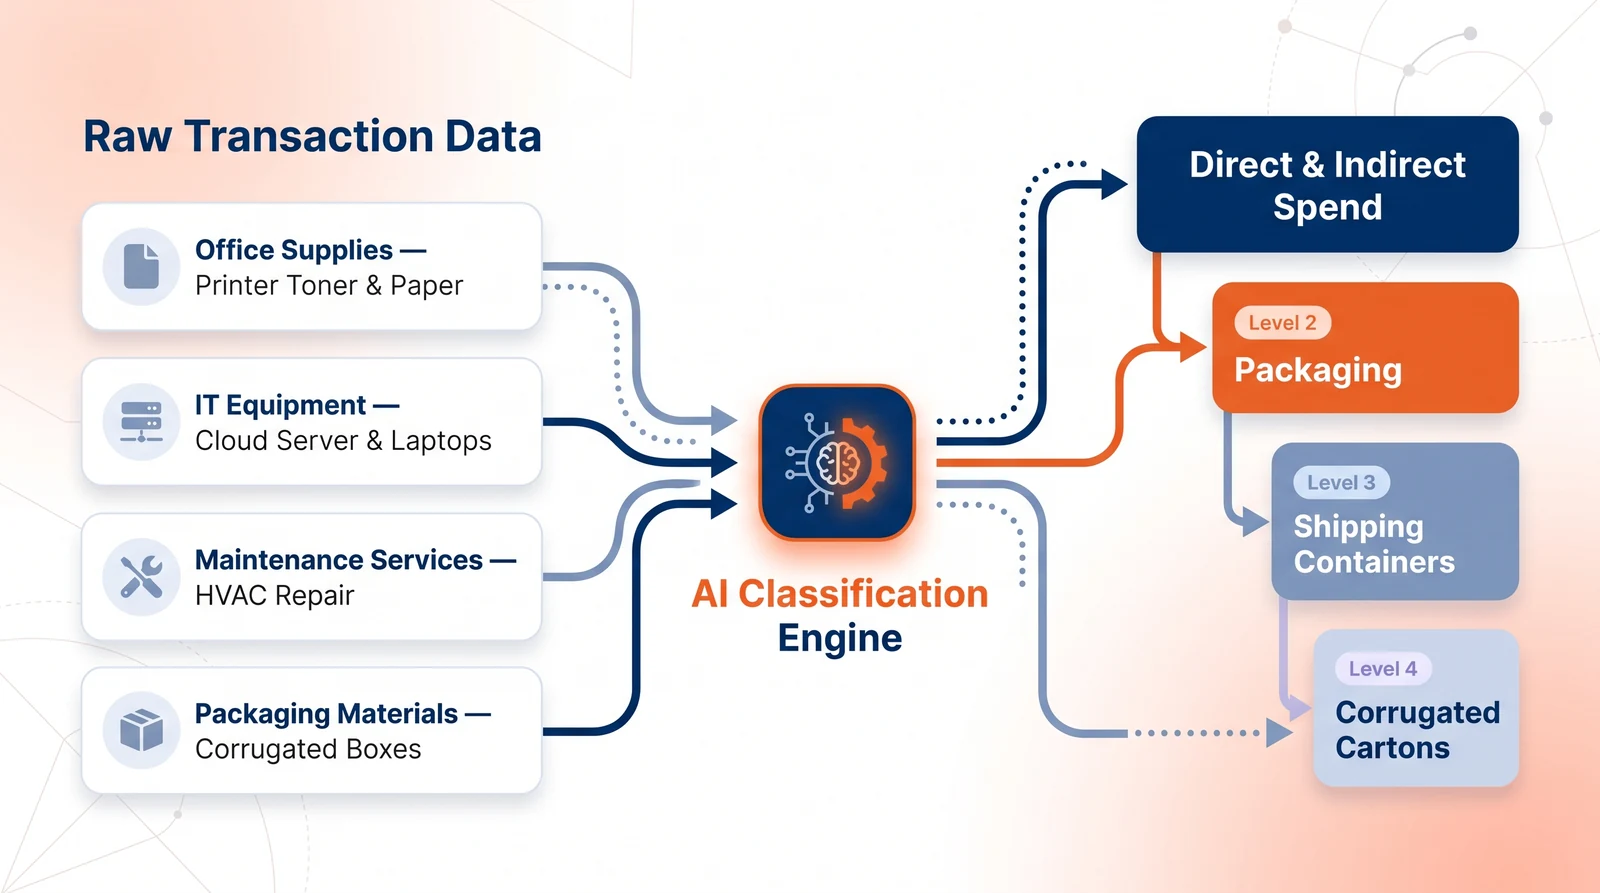 Raw Transaction Data
Office Supplies —
Printer Toner & Paper
IT Equipment —
Cloud Server & Laptops
Maintenance Services —
HVAC Repair
Packaging Materials —
Corrugated Boxes
AI Classification
Engine
Direct & Indirect
Spend
Level 2
Packaging
Level 3
Shipping
Containers
Level 4
Corrugated
Cartons